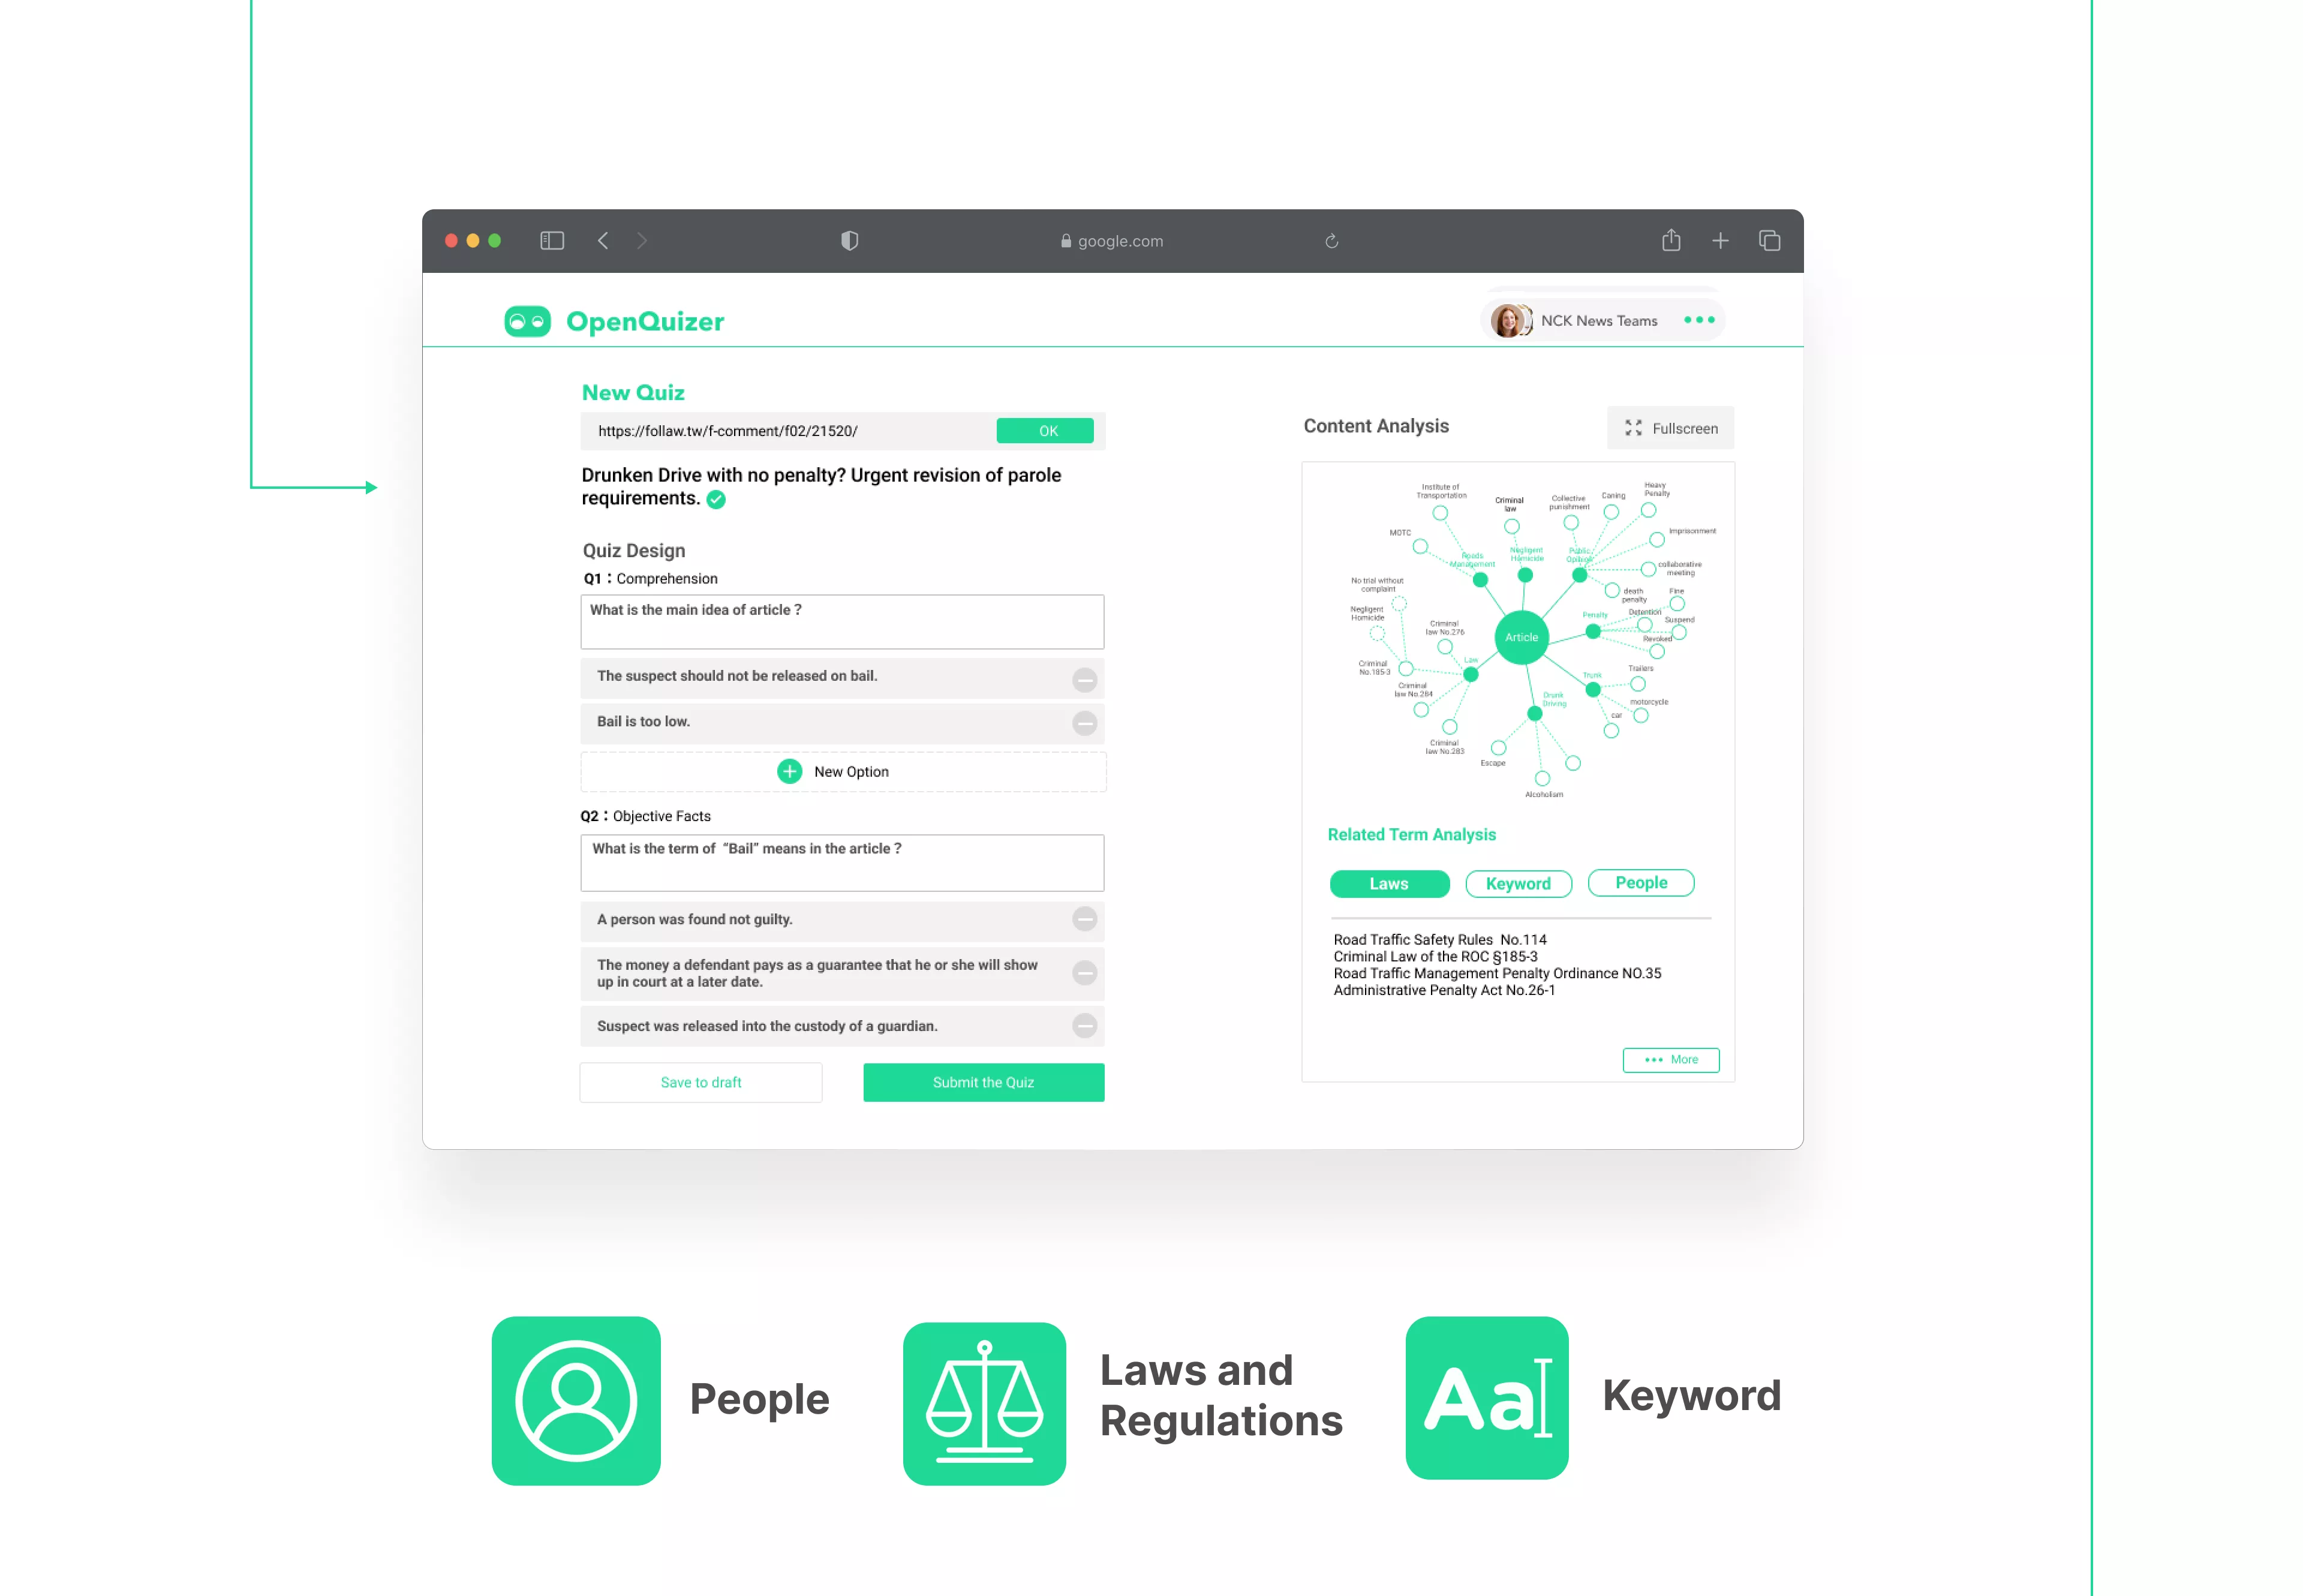 google.com
OpenQuizer
NCK News Teams
New Quiz
https://follaw.tw/f-comment/f02/21520/
OK
Drunken Drive with no penalty? Urgent revision of parole
requirements.
Quiz Design
Q1：Comprehension
What is the main idea of article ?
The suspect should not be released on bail.
Bail is too low.
New Option
Q2：Objective Facts
What is the term of “Bail” means in the article ?
A person was found not guilty.
The money a defendant pays as a guarantee that he or she will show
up in court at a later date.
Suspect was released into the custody of a guardian.
Save to draft
Submit the Quiz
Content Analysis
Fullscreen
Institute of
Transportation
Criminal
law
Collective
punishment
Caning
Heavy
Penalty
MOTC
Imprisonment
Roads
Management
Negligent
Homicide
Public
Opinion
collaborative
meeting
No trial without
complaint
death
penalty
Fine
Negligent
Homicide
Penalty
Detention
Suspend
Criminal
law No.276
Article
Revoked
Criminal
No.185-3
Law
Trunk
Trailers
Criminal
law No.284
Drunk
Driving
motorcycle
car
Criminal
law No.283
Escape
Alcoholism
Related Term Analysis
Laws
Keyword
People
Road Traffic Safety Rules No.114
Criminal Law of the ROC §185-3
Road Traffic Management Penalty Ordinance NO.35
Administrative Penalty Act No.26-1
More
People
Laws and
Regulations
Aa
Keyword